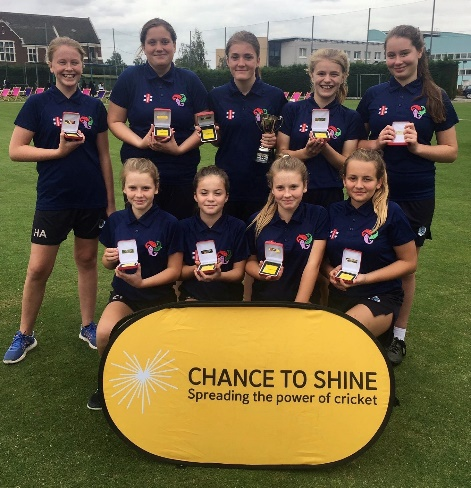 HA
CHANCE TO SHINE
Spreading the power of cricket